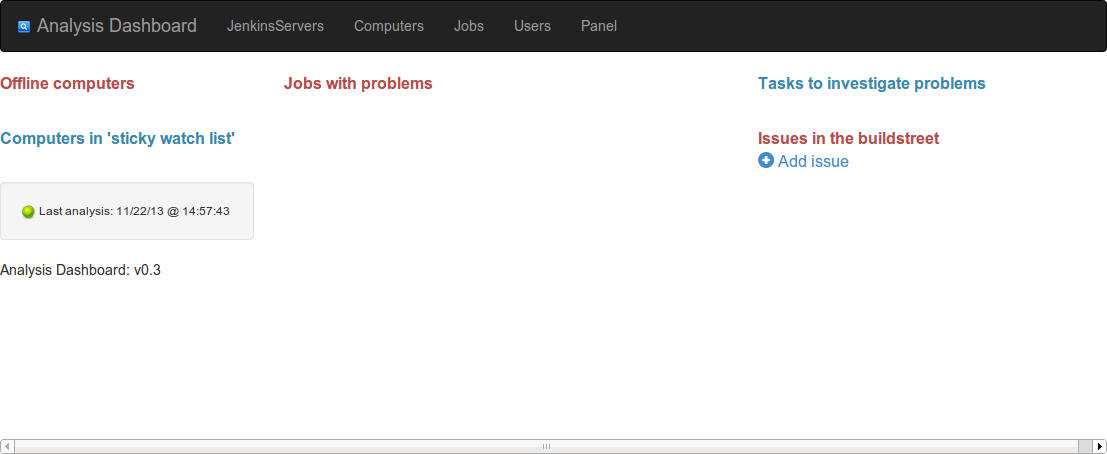 Analysis Dashboard JenkinsServers Computers Jobs Users Panel
Offline computers
Jobs with problems
Tasks to investigate problems
Computers in 'sticky watch list'
Issues in the buildstreet
Add issue
Last analysis: 11/22/13 @ 14:57:43
Analysis Dashboard: v0.3